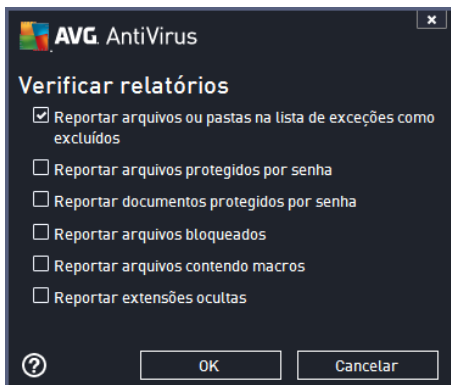 x
AVG. AntiVirus
Verificar relatórios
Reportar arquivos ou pastas na lista de exceções como
excluídos
Reportar arquivos protegidos por senha
Reportar documentos protegidos por senha
Reportar arquivos bloqueados
Reportar arquivos contendo macros
Reportar extensões ocultas
?
OK
Cancelar